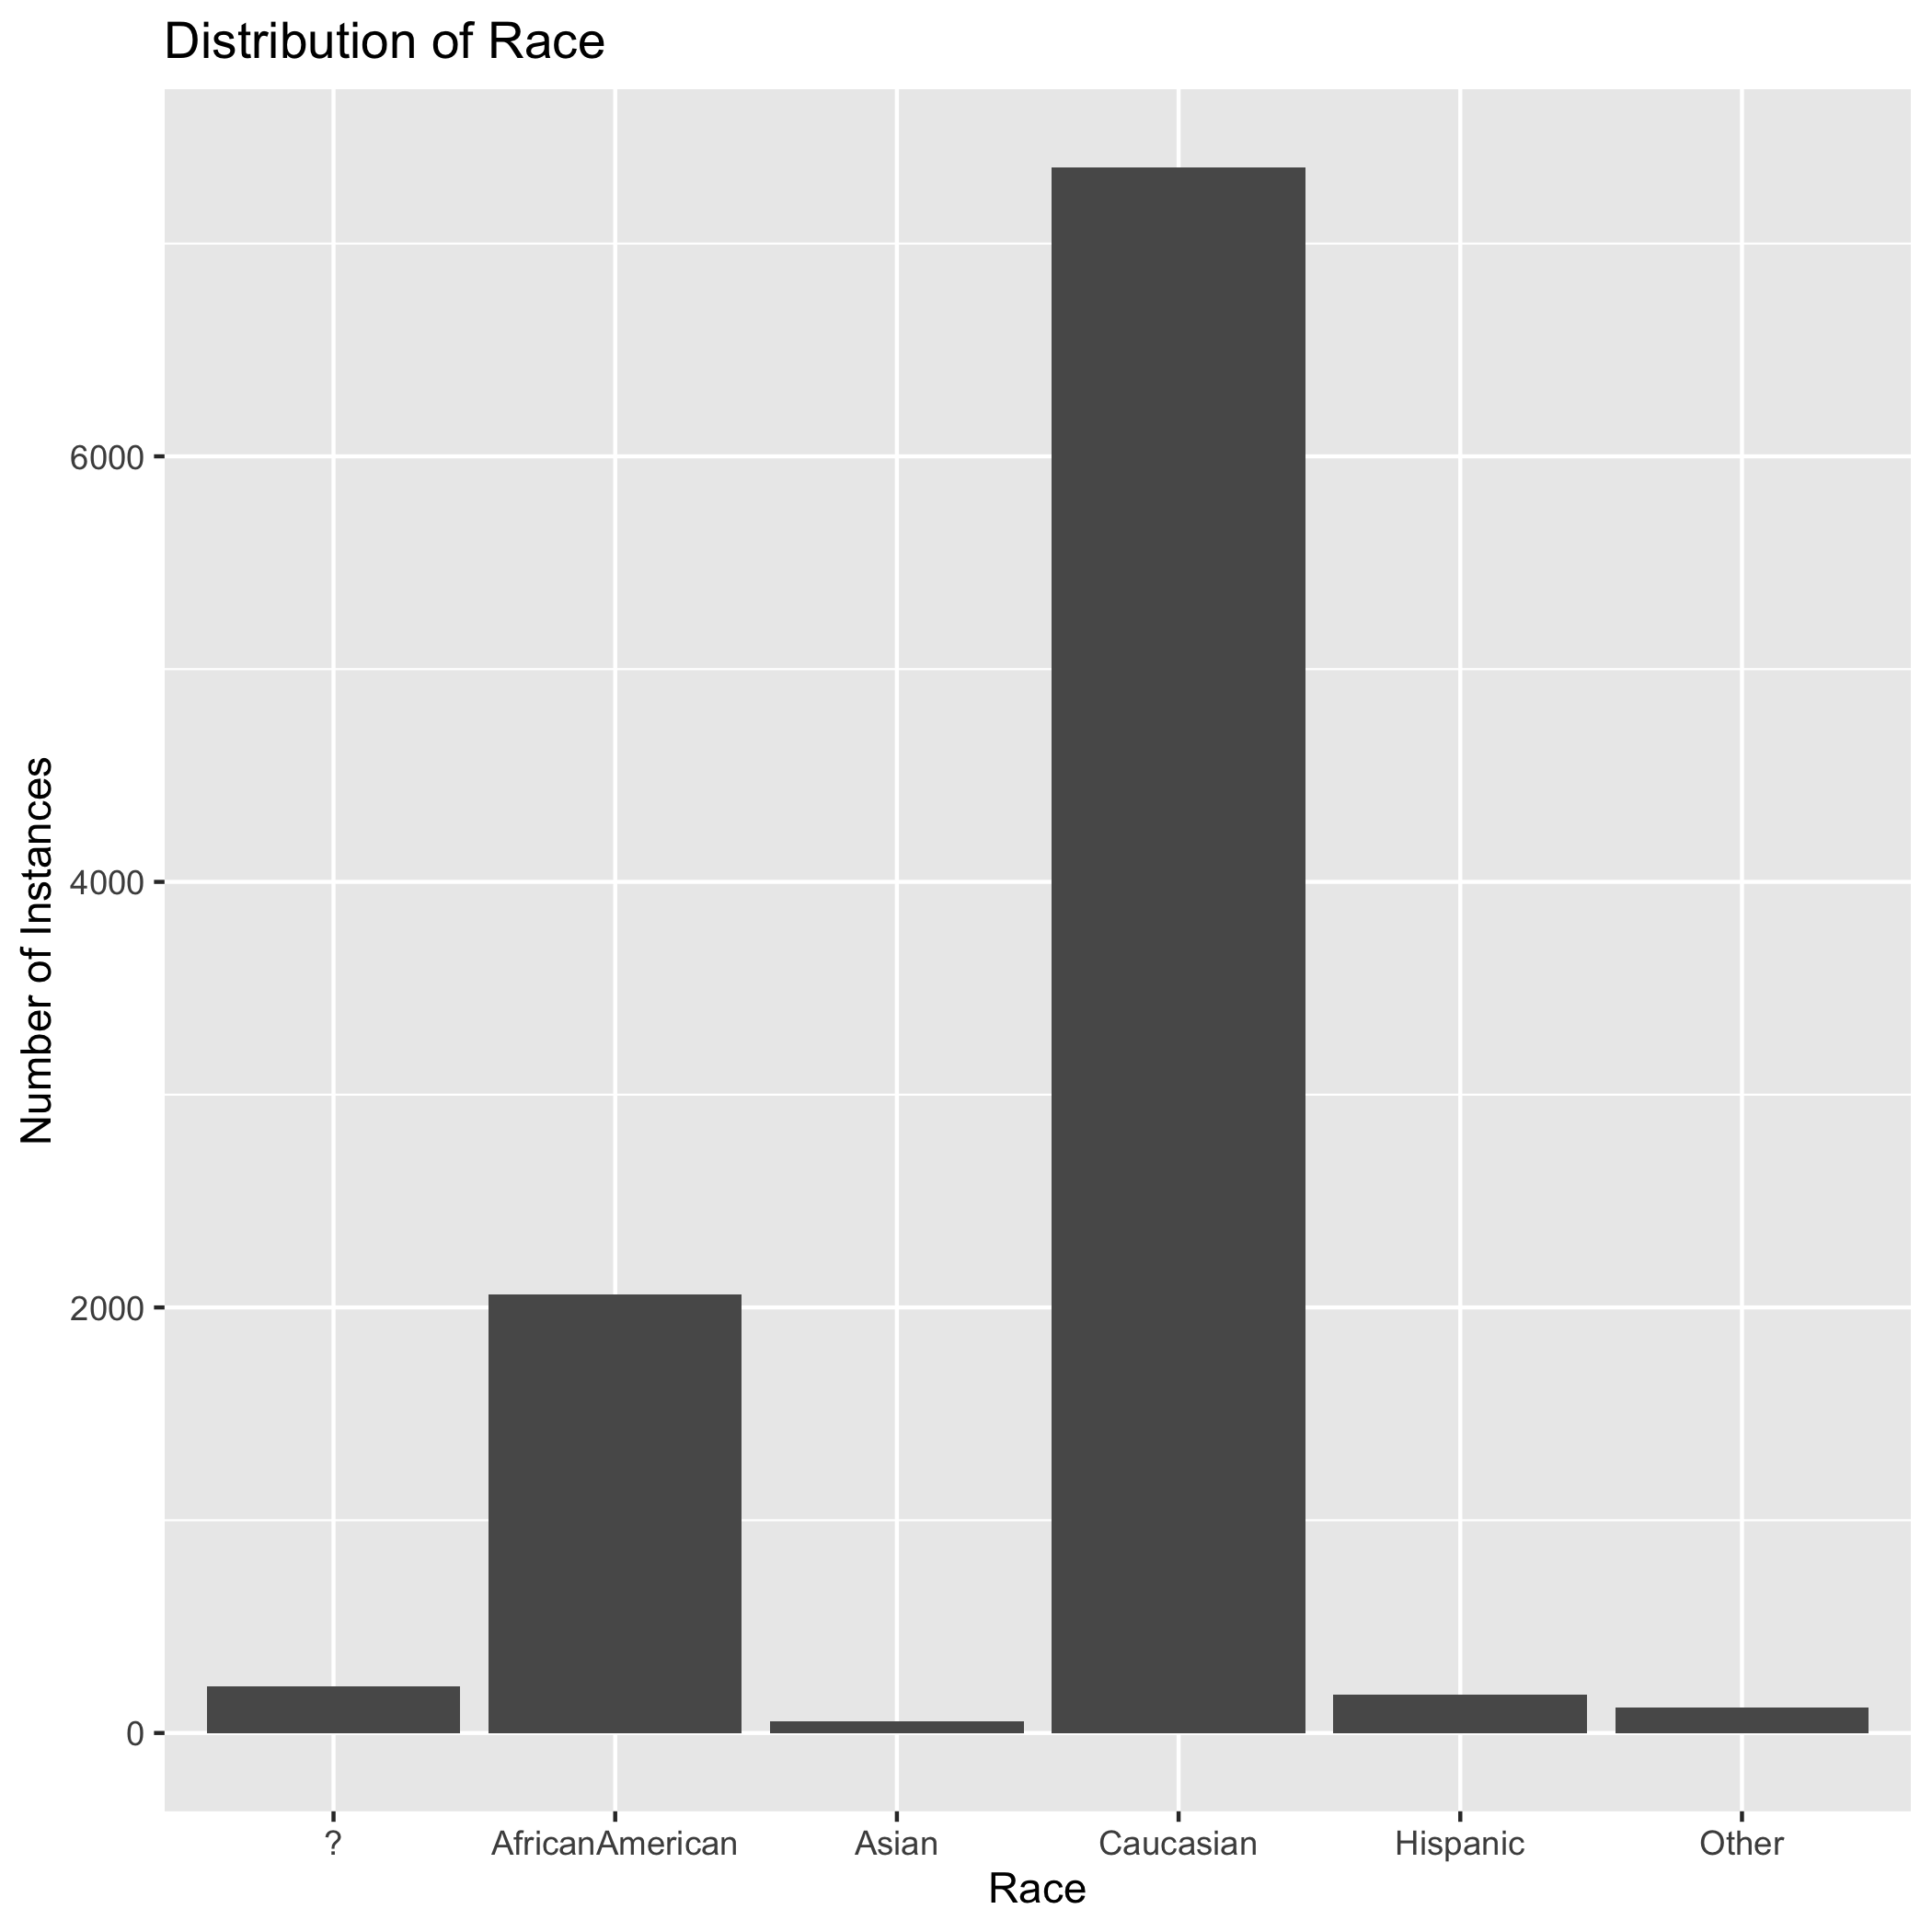 Distribution of Race
Number of Instances
6000
4000
2000
0
? AfricanAmerican Asian Caucasian Hispanic Other
Race